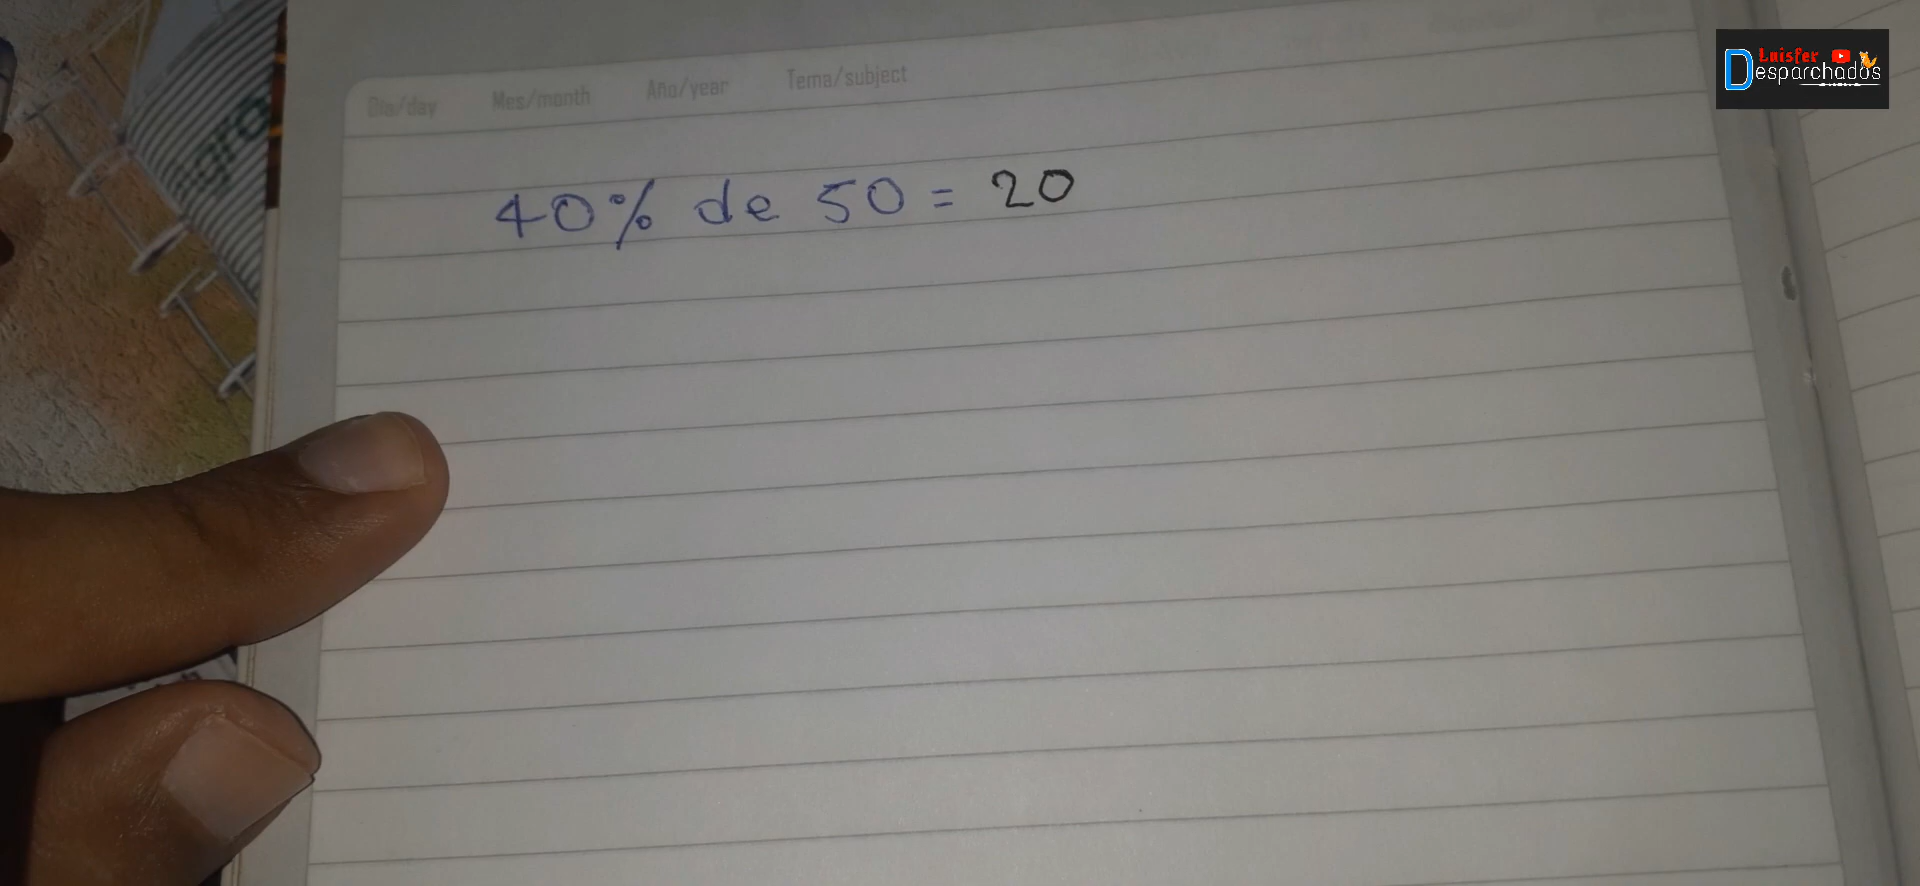 Luisfer
Desparchados
Día/day Mes/month Año/year Tema/subject
40% de 50 = 20